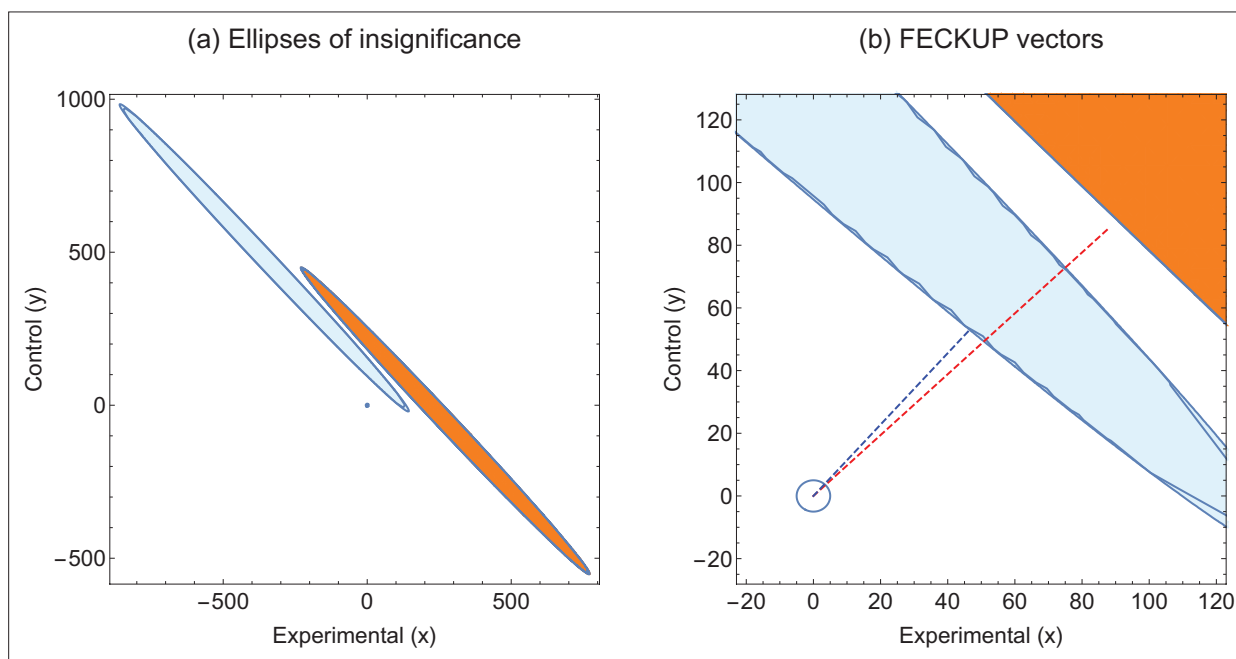 (a) Ellipses of insignificance
1000
500
0
−500
Control (y)
−500 0 500
Experimental (x)
(b) FECKUP vectors
120
100
80
60
40
20
0
−20
Control (y)
−20 0 20 40 60 80 100 120
Experimental (x)